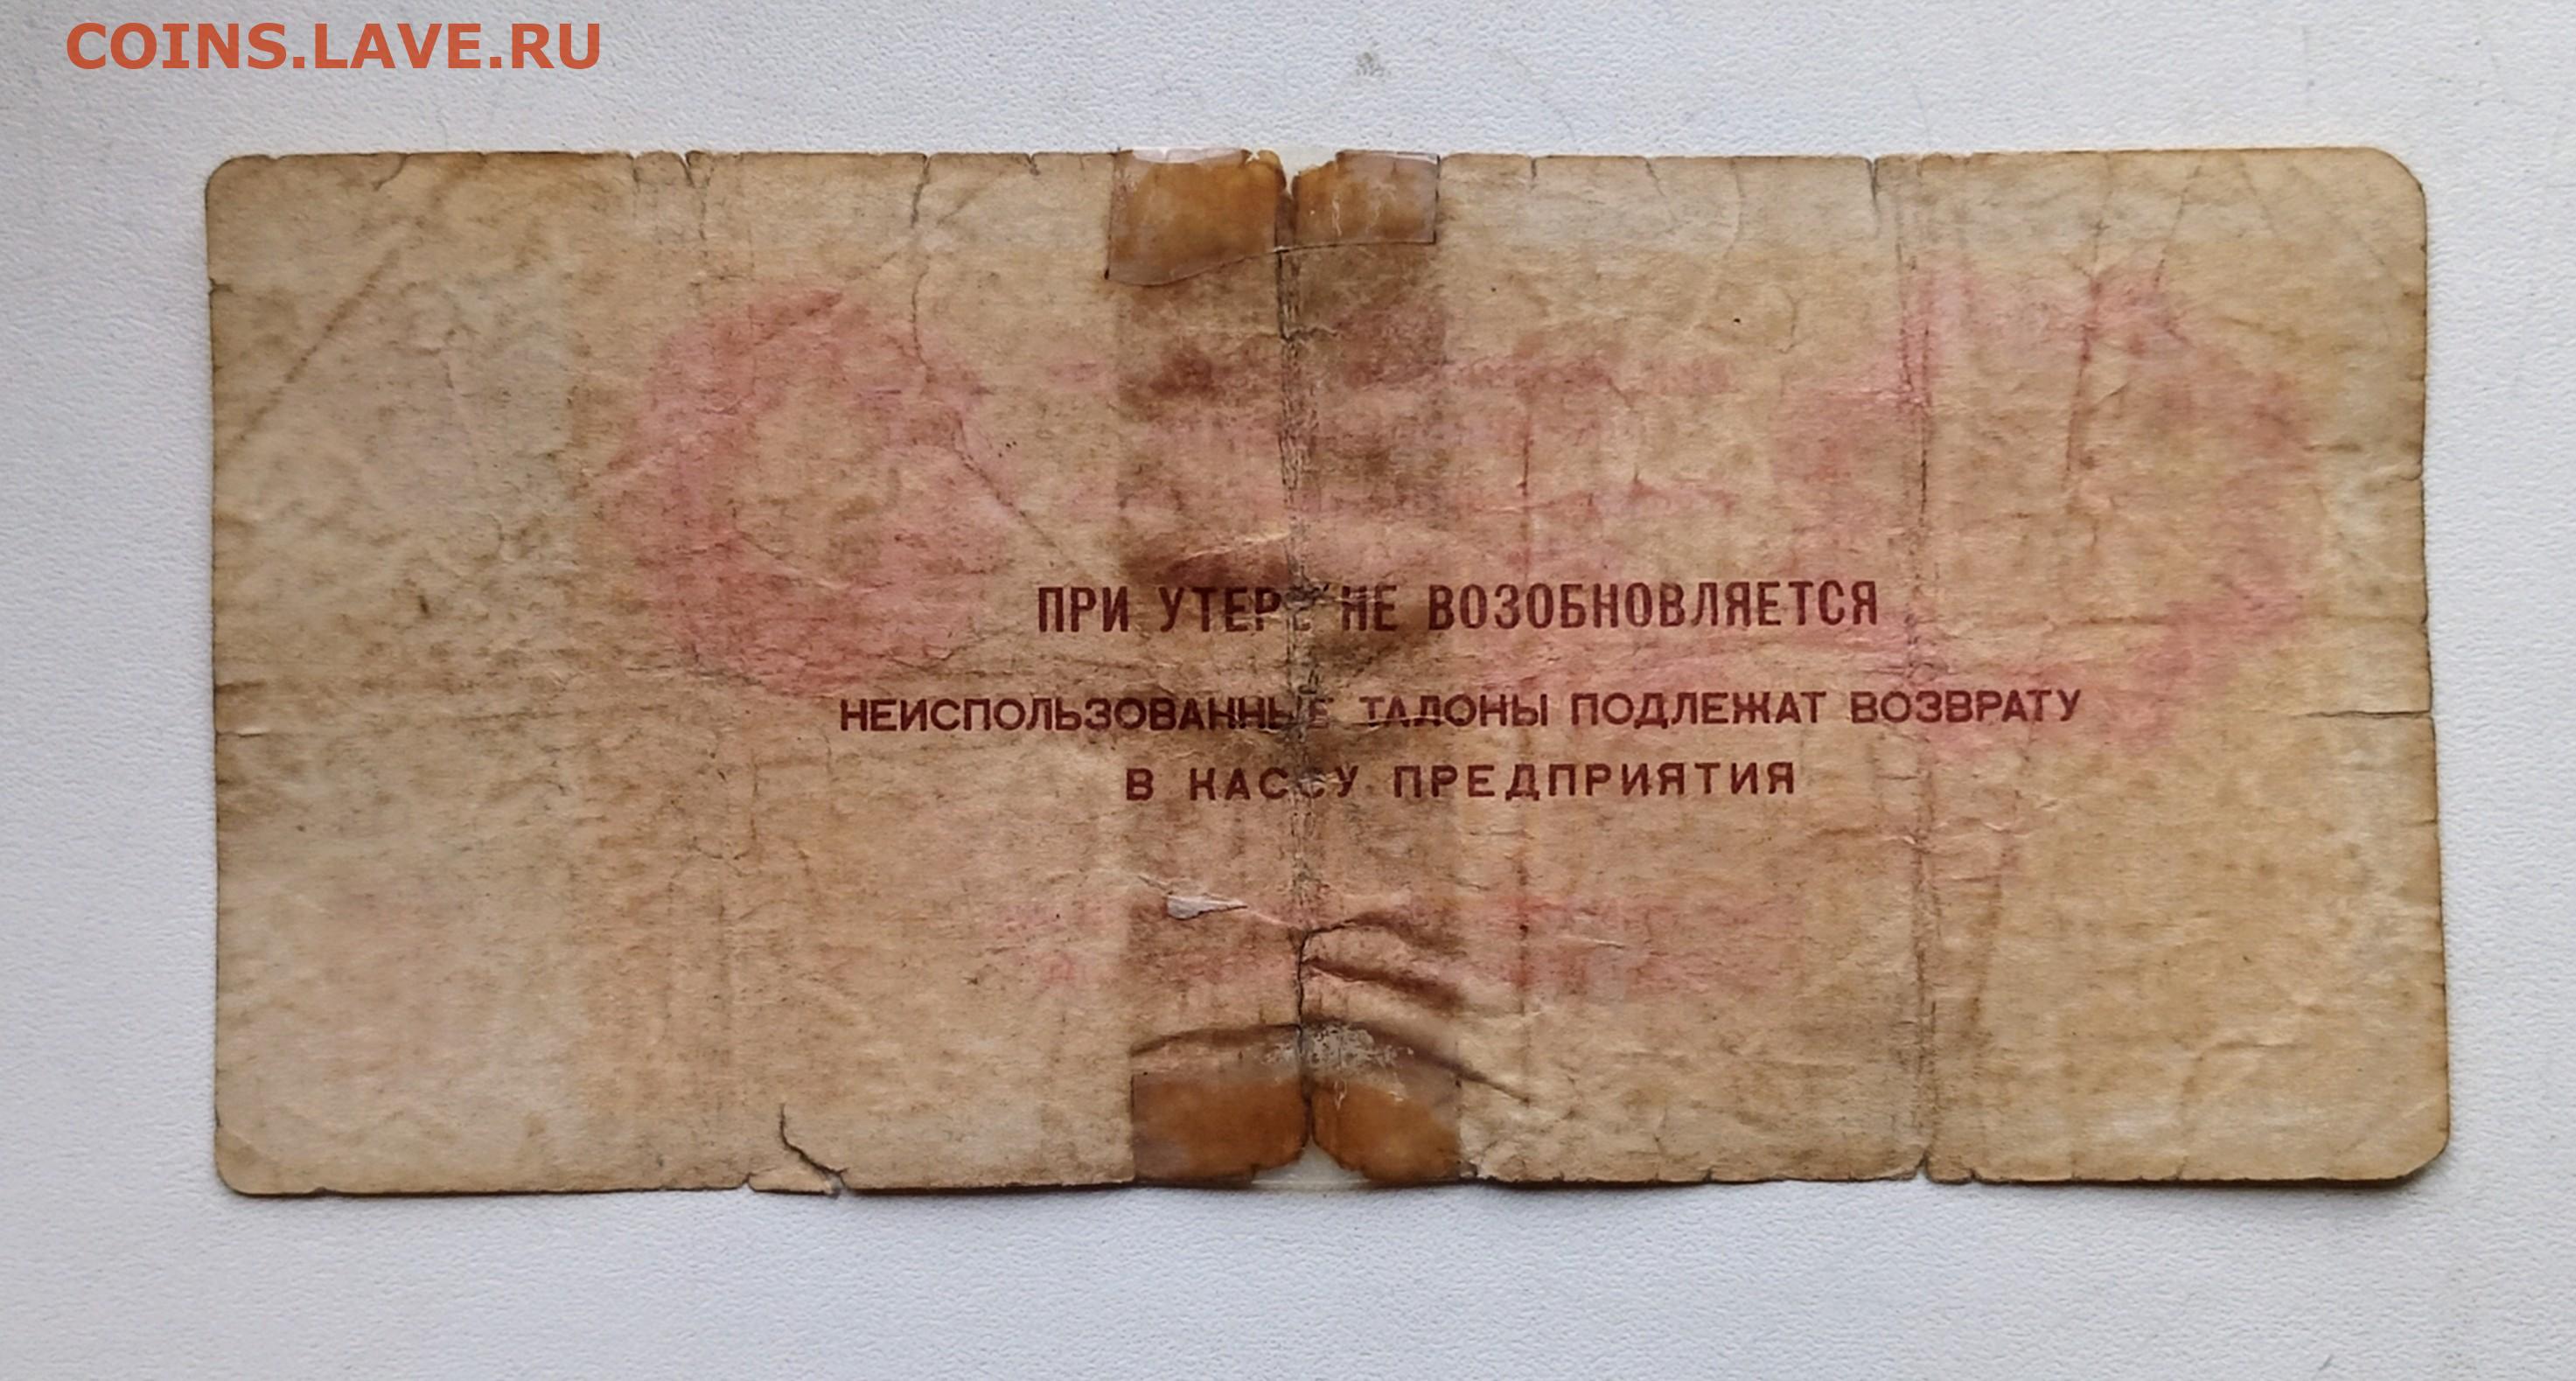 COINS.LAVE.RU
ПРИ УТЕРЕ НЕ ВОЗОБНОВЛЯЕТСЯ
НЕИСПОЛЬЗОВАННЫЕ ТАЛОНЫ ПОДЛЕЖАТ ВОЗВРАТУ
В КАССУ ПРЕДПРИЯТИЯ